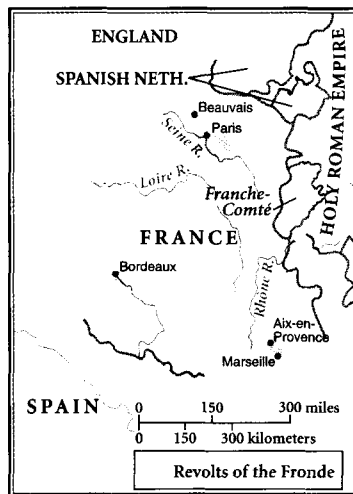 ENGLAND
SPANISH NETH.
Beauvais
Paris
Seine R.
Loire R.
HOLY ROMAN EMPIRE
Franche-
Comté
FRANCE
Bordeaux
Rhône R.
Aix-en-
Provence
Marseille
SPAIN
0 150 300 miles
0 150 300 kilometers
Revolts of the Fronde